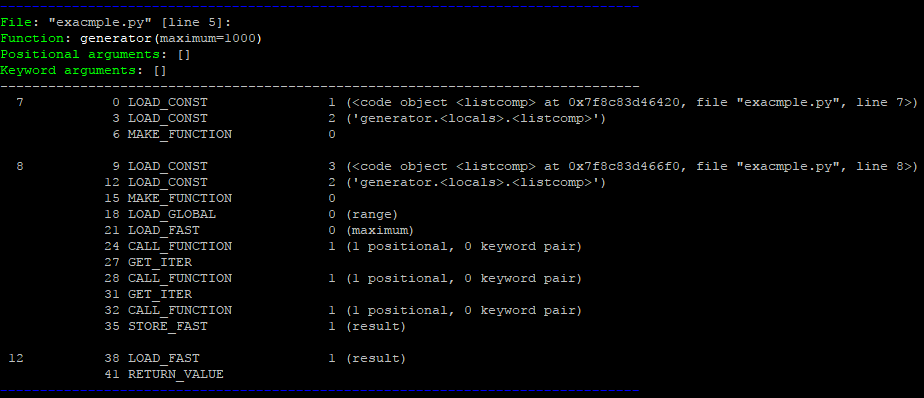 File: "exacmple.py" [line 5]:
Function: generator(maximum=1000)
Positional arguments: []
Keyword arguments: []
7 0 LOAD_CONST 1 (<code object <listcomp> at 0x7f8c83d46420, file "exacmple.py", line 7>)
3 LOAD_CONST 2 ('generator.<locals>.<listcomp>')
6 MAKE_FUNCTION 0
8 9 LOAD_CONST 3 (<code object <listcomp> at 0x7f8c83d466f0, file "exacmple.py", line 8>)
12 LOAD_CONST 2 ('generator.<locals>.<listcomp>')
15 MAKE_FUNCTION 0
18 LOAD_GLOBAL 0 (range)
21 LOAD_FAST 0 (maximum)
24 CALL_FUNCTION 1 (1 positional, 0 keyword pair)
27 GET_ITER
28 CALL_FUNCTION 1 (1 positional, 0 keyword pair)
31 GET_ITER
32 CALL_FUNCTION 1 (1 positional, 0 keyword pair)
35 STORE_FAST 1 (result)
12 38 LOAD_FAST 1 (result)
41 RETURN_VALUE